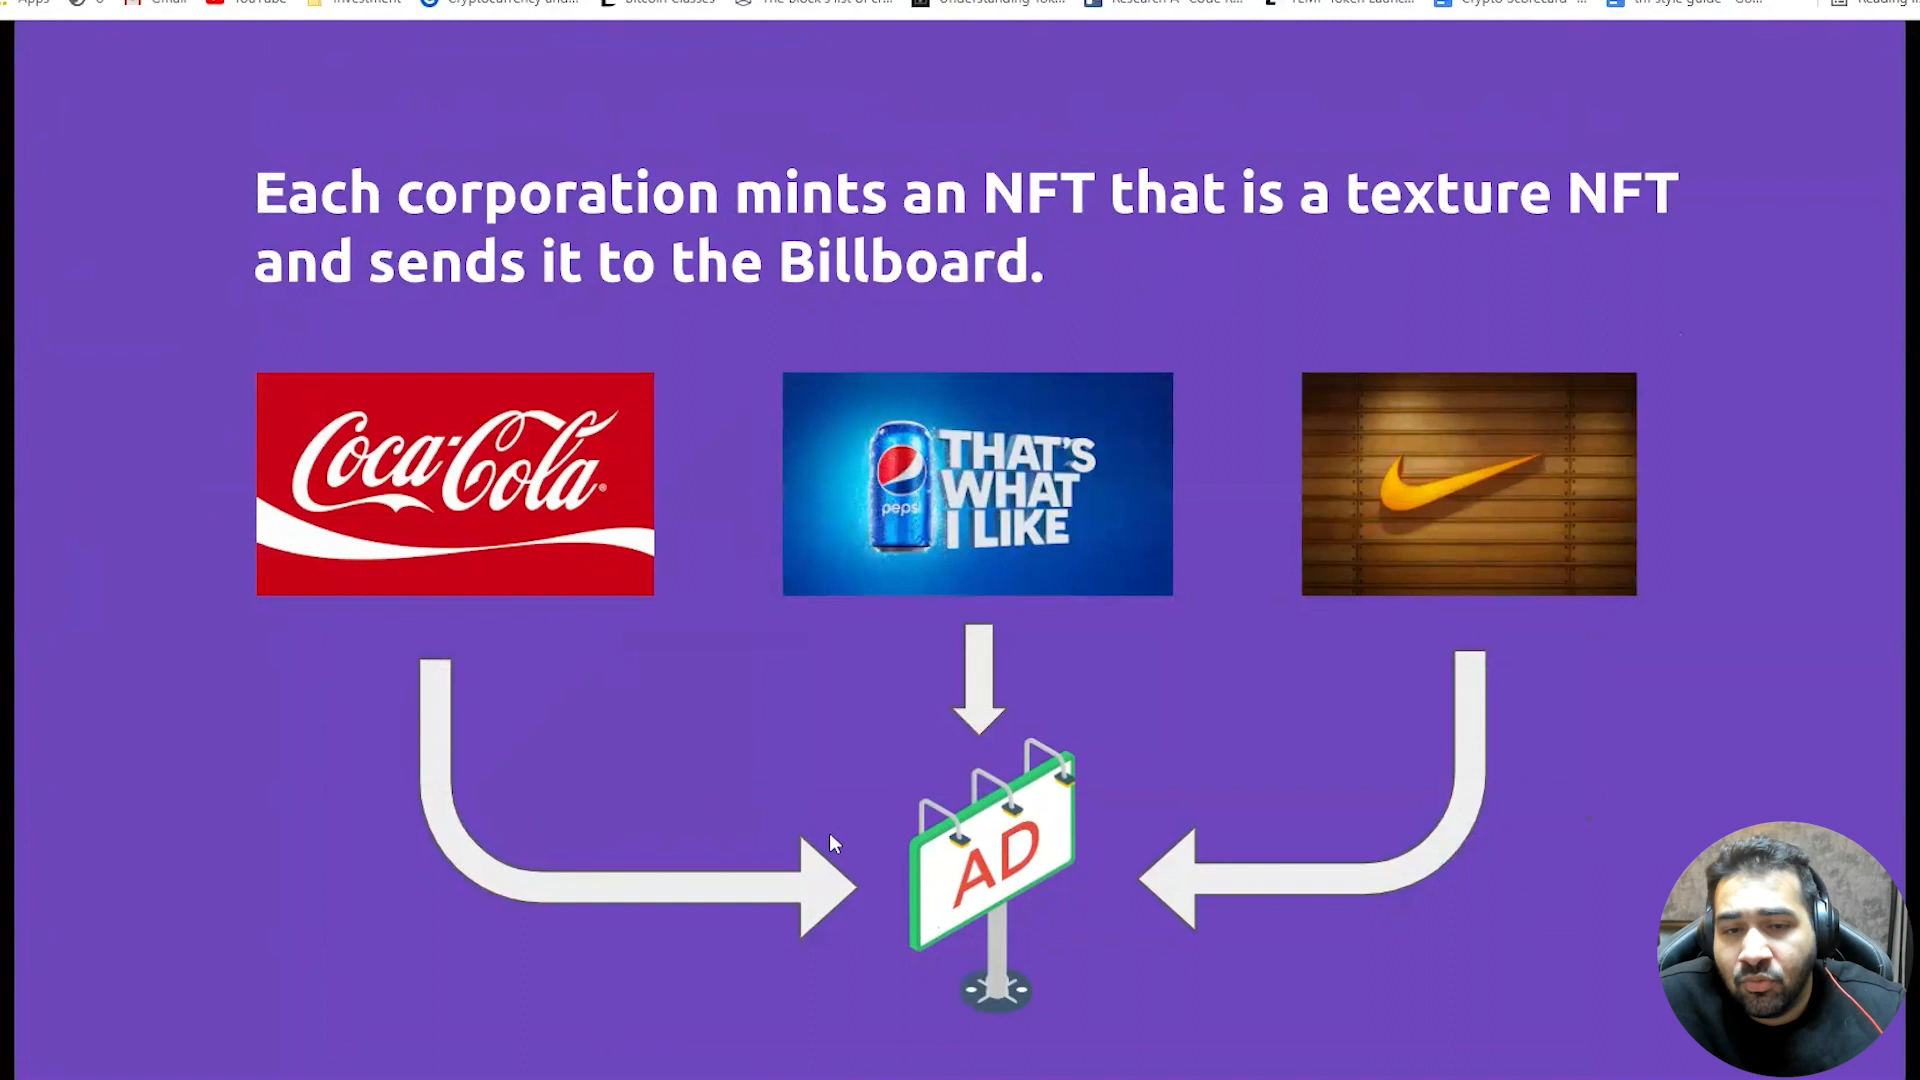 Each corporation mints an NFT that is a texture NFT
and sends it to the Billboard.
Coca-Cola
THAT'S
WHAT
I LIKE
pepsi
AD